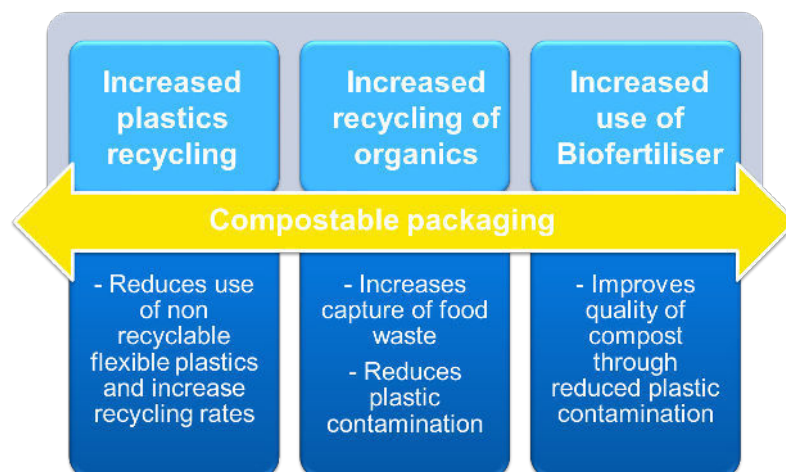 Increased
plastics
recycling
Increased
recycling of
organics
Increased
use of
Biofertiliser
Compostable packaging
- Reduces use
of non
recyclable
flexible plastics
and increase
recycling rates
- Increases
capture of food
waste
- Reduces
plastic
contamination
- Improves
quality of
compost
through
reduced plastic
contamination